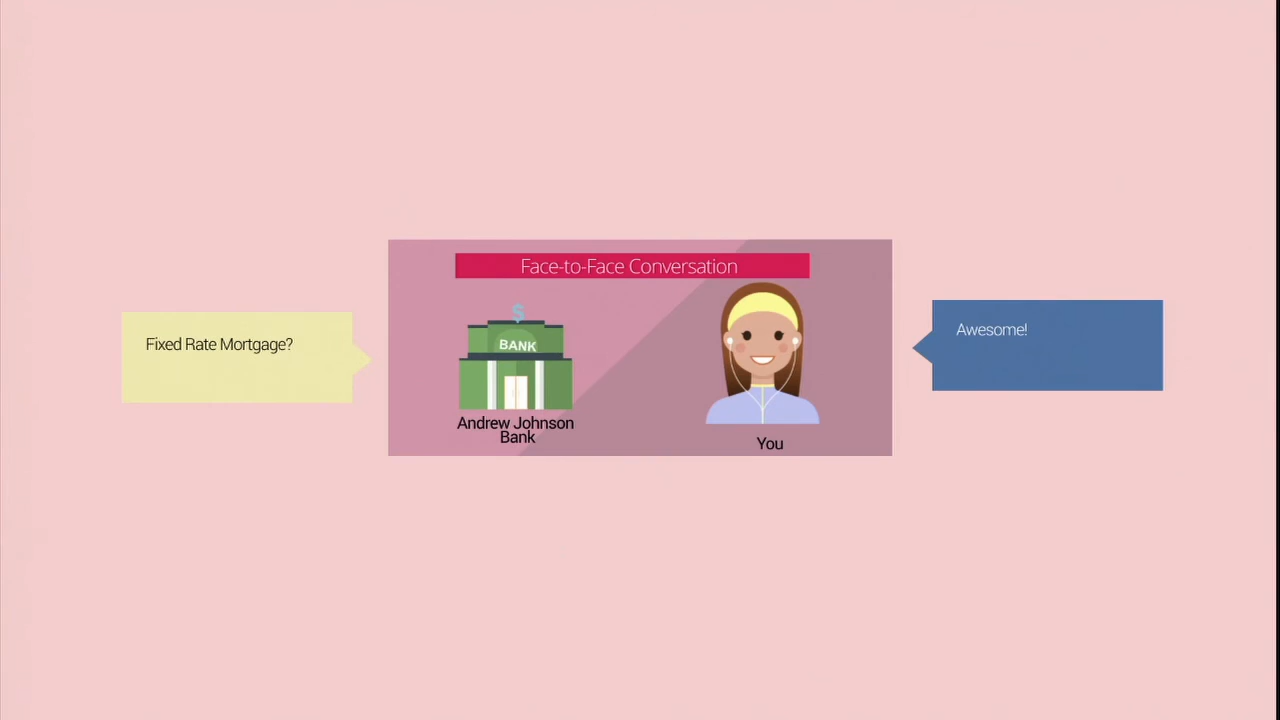 Face-to-Face Conversation
Fixed Rate Mortgage?
$
BANK
Andrew Johnson
Bank
You
Awesome!